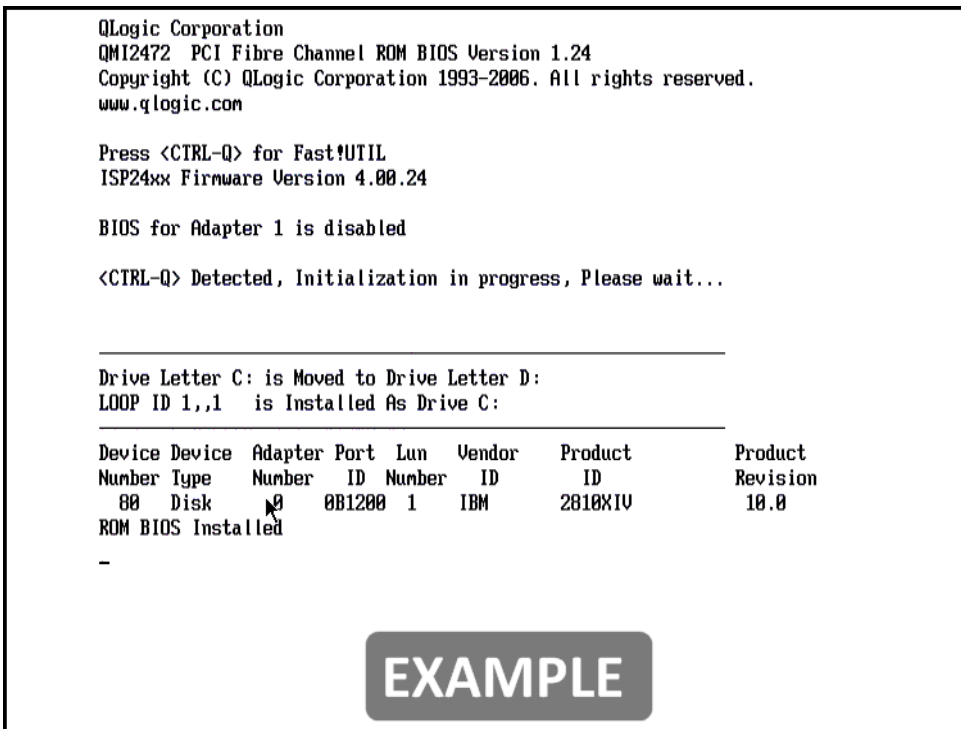 QLogic Corporation
QMI2472 PCI Fibre Channel ROM BIOS Version 1.24
Copyright (C) QLogic Corporation 1993-2006. All rights reserved.
www.qlogic.com
Press <CTRL-Q> for Fast!UTIL
ISP24xx Firmware Version 4.00.24
BIOS for Adapter 1 is disabled
<CTRL-Q> Detected, Initialization in progress, Please wait...
Drive Letter C: is Moved to Drive Letter D:
LOOP ID 1,,1 is Installed As Drive C:
Device Device Adapter Port Lun Vendor Product Product
Number Type Number ID Number ID ID Revision
80 Disk 0 0B1200 1 IBM 2810XIV 10.0
ROM BIOS Installed
EXAMPLE